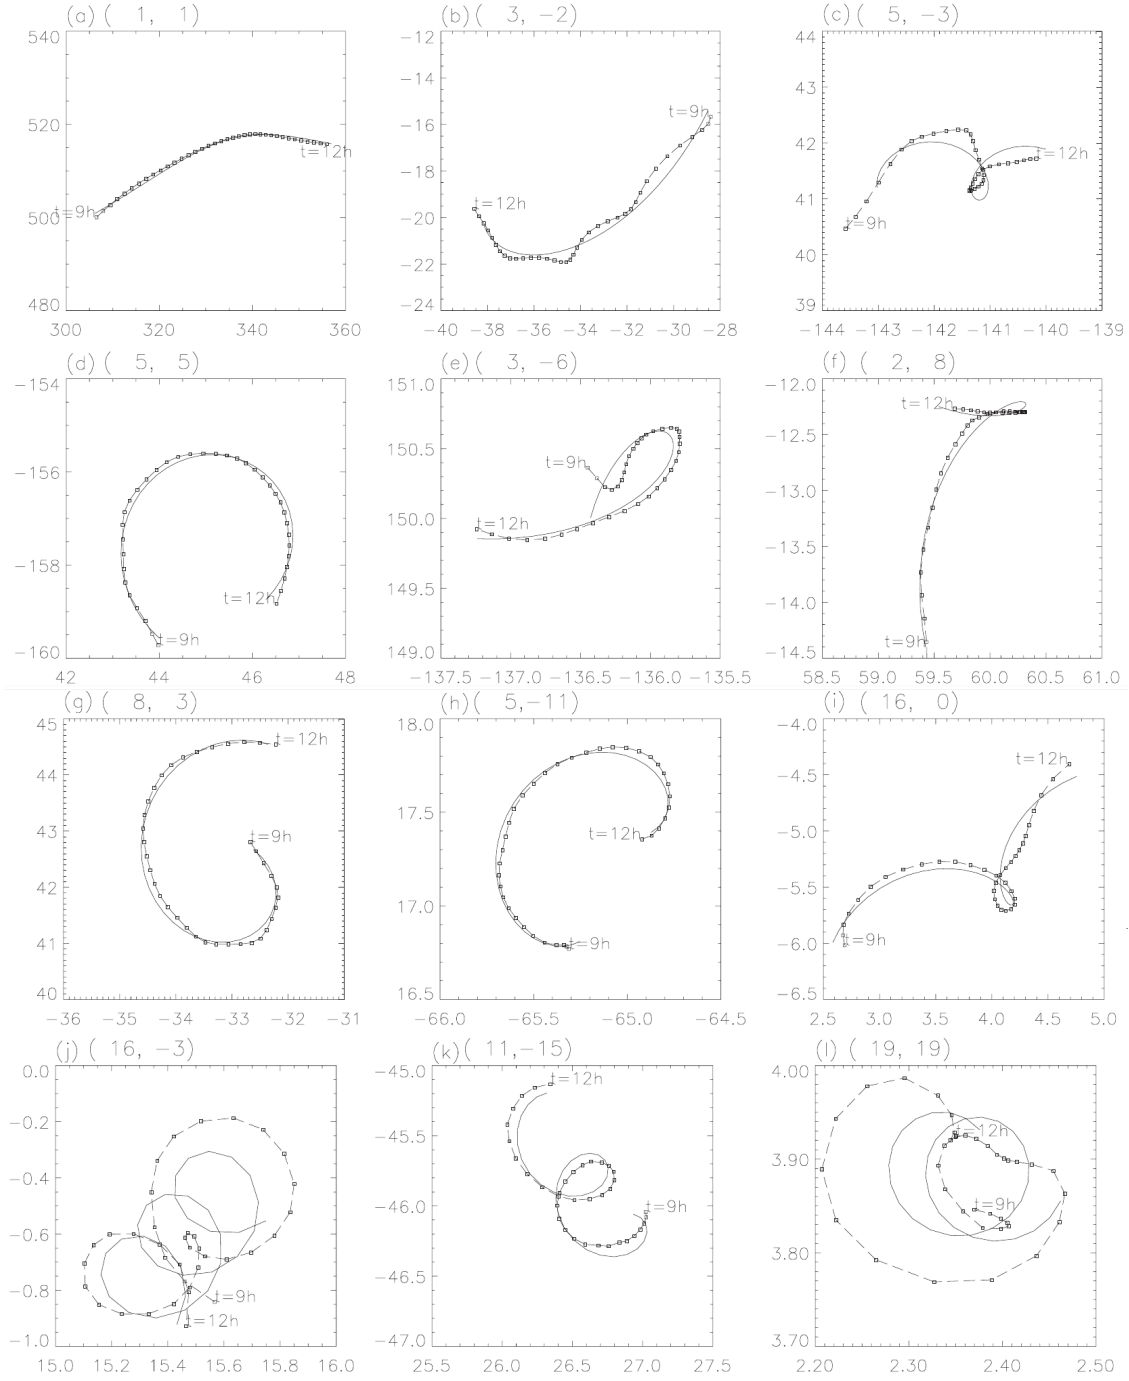 (a) ( 1, 1)
540
520
500
480
300 320 340 360
t=9h
t=12h
(b) ( 3, −2)
−12
−14
−16
−18
−20
−22
−24
−40 −38 −36 −34 −32 −30 −28
t=9h
t=12h
(c) ( 5, −3)
44
43
42
41
40
39
−144 −143 −142 −141 −140 −139
t=12h
t=9h
(d) ( 5, 5)
−154
−156
−158
−160
42 44 46 48
t=12h
t=9h
(e) ( 3, −6)
151.0
150.5
150.0
149.5
149.0
−137.5 −137.0 −136.5 −136.0 −135.5
t=9h
t=12h
(f) ( 2, 8)
−12.0
−12.5
−13.0
−13.5
−14.0
−14.5
58.5 59.0 59.5 60.0 60.5 61.0
t=12h
t=9h
(g) ( 8, 3)
45
44
43
42
41
40
−36 −35 −34 −33 −32 −31
t=12h
t=9h
(h) ( 5,−11)
18.0
17.5
17.0
16.5
−66.0 −65.5 −65.0 −64.5
t=12h
t=9h
(i) ( 16, 0)
−4.0
−4.5
−5.0
−5.5
−6.0
−6.5
2.5 3.0 3.5 4.0 4.5 5.0
t=12h
t=9h
(j) ( 16, −3)
0.0
−0.2
−0.4
−0.6
−0.8
−1.0
15.0 15.2 15.4 15.6 15.8 16.0
t=9h
t=12h
(k) ( 11,−15)
−45.0
−45.5
−46.0
−46.5
−47.0
25.5 26.0 26.5 27.0 27.5
t=12h
t=9h
(l) ( 19, 19)
4.00
3.90
3.80
3.70
2.20 2.30 2.40 2.50
t=12h
t=9h